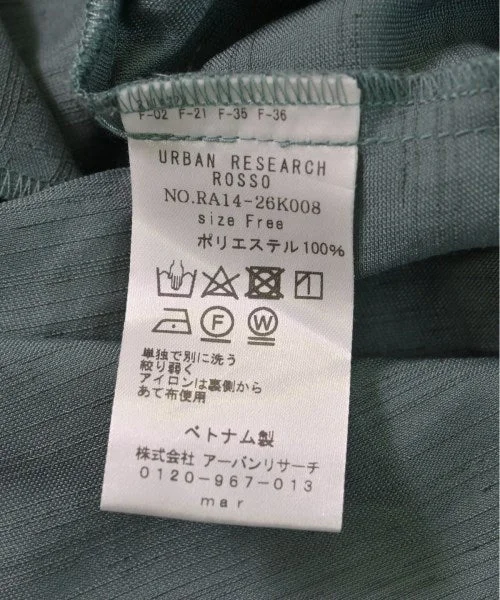 F-02 F-21 F-35 F-36
URBAN RESEARCH
ROSSO
NO.RA14-26K008
size Free
ポリエステル100%
F W
単独で別に洗う
絞り弱く
アイロンは裏側から
あて布使用
ベトナム製
株式会社 アーバンリサーチ
0120-967-013
mar